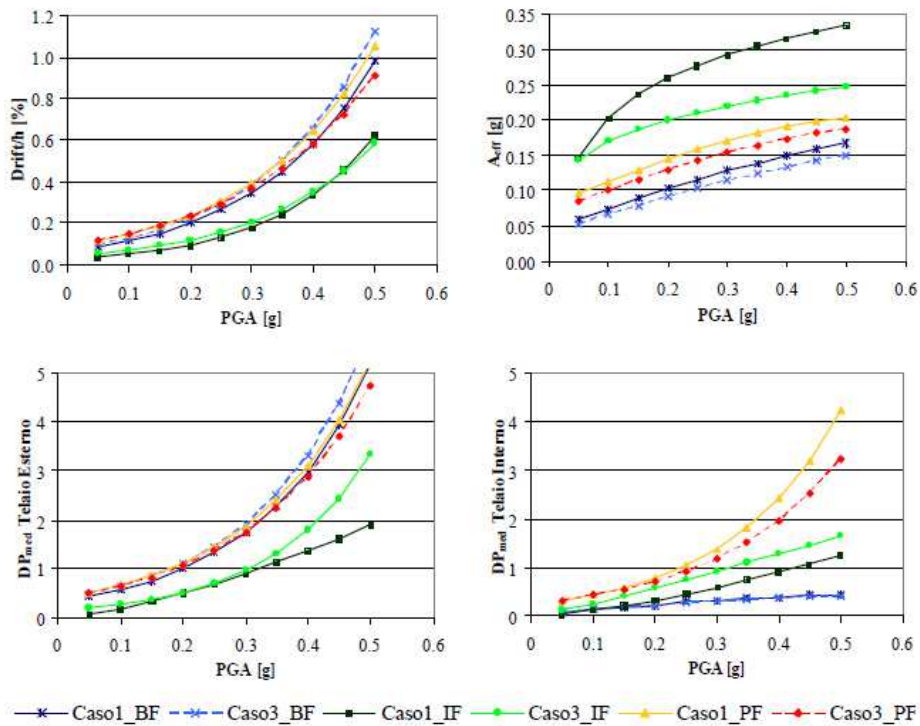 Drift/h [%]
1.2
1.0
0.8
0.6
0.4
0.2
0.0
0 0.1 0.2 0.3 0.4 0.5 0.6
PGA [g]
A_eff [g]
0.35
0.30
0.25
0.20
0.15
0.10
0.05
0.00
0 0.1 0.2 0.3 0.4 0.5 0.6
PGA [g]
DP_med Telaio Esterno
5
4
3
2
1
0
0 0.1 0.2 0.3 0.4 0.5 0.6
PGA [g]
DP_med Telaio Interno
5
4
3
2
1
0
0 0.1 0.2 0.3 0.4 0.5 0.6
PGA [g]
Caso1_BF Caso3_BF Caso1_IF Caso3_IF Caso1_PF Caso3_PF